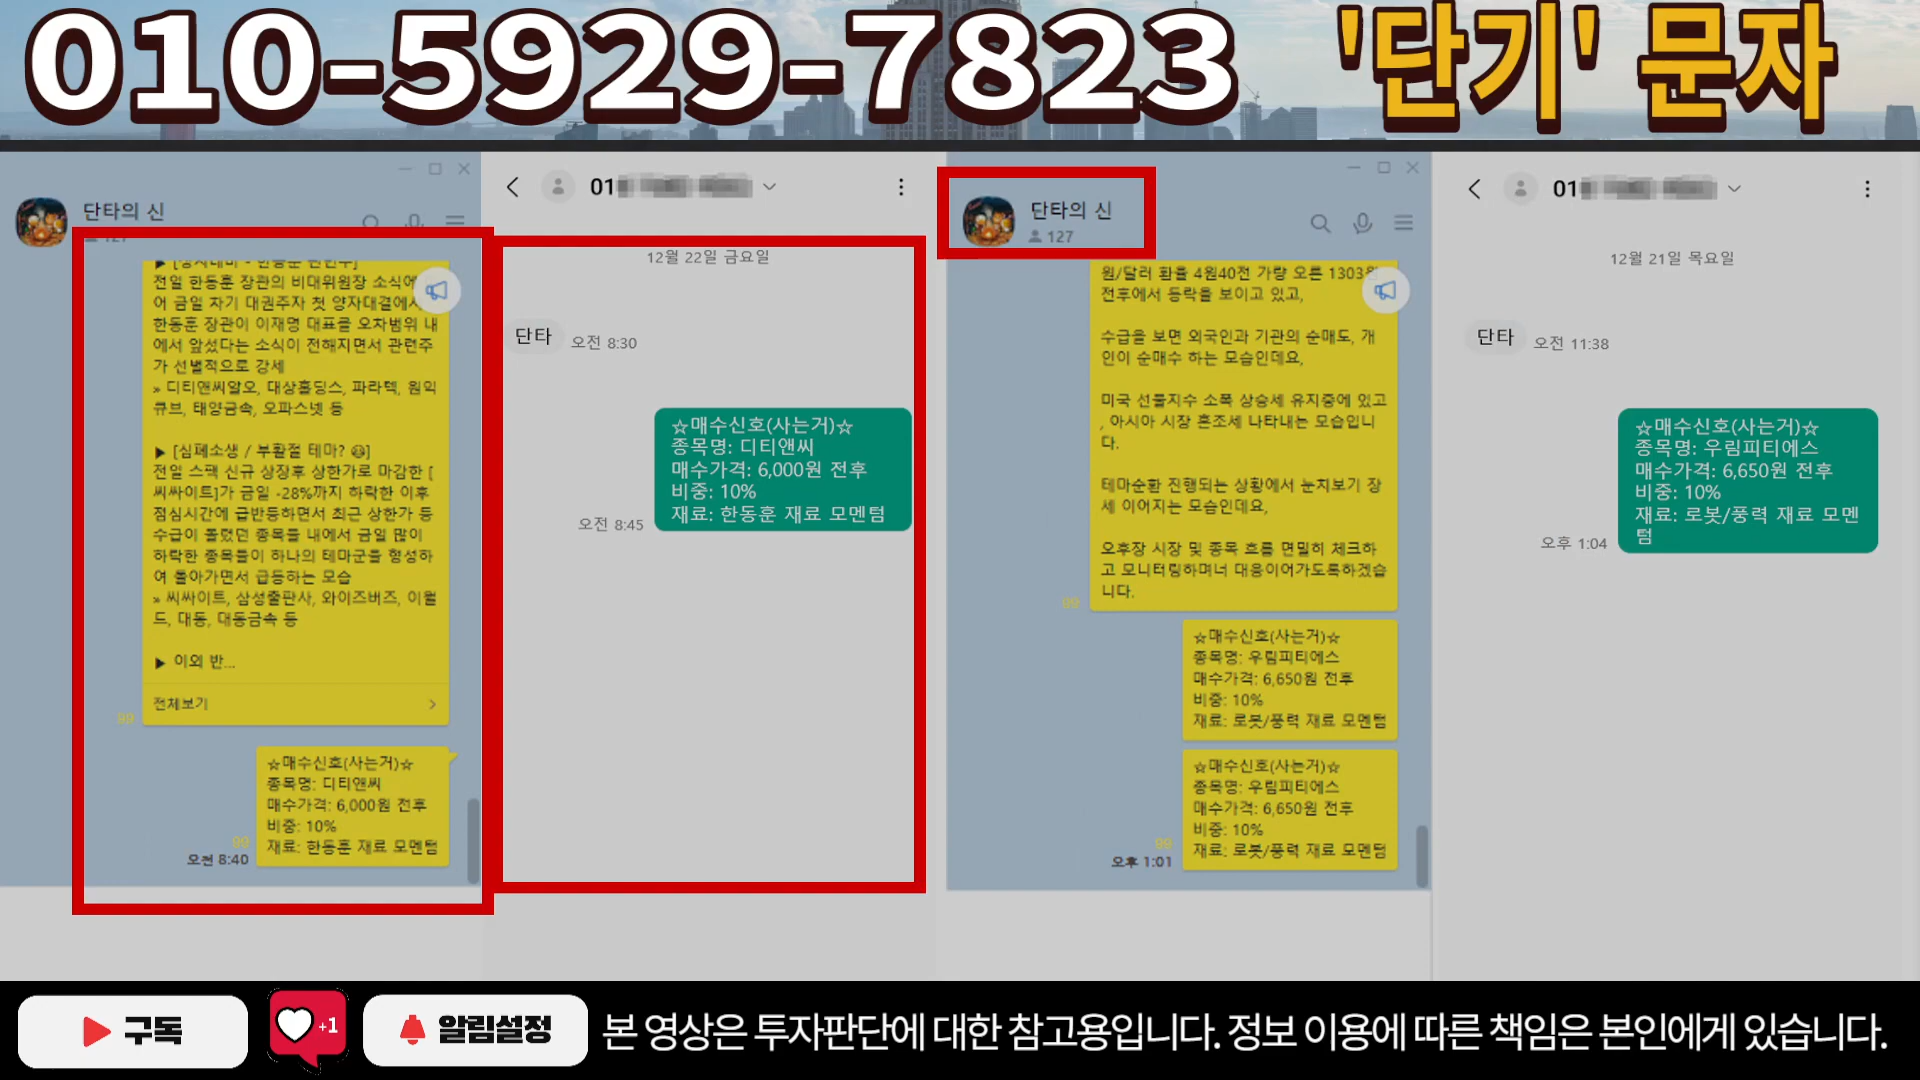 010-5929-7823 '단기' 문자
단타의 신
127
전일 한동훈 장관의 비대위원장 소식에
어 금일 차기 대권주자 첫 양자대결에서
한동훈 장관이 이재명 대표를 오차범위 내
에서 앞섰다는 소식이 전해지면서 관련주
가 선별적으로 강세
» 디티앤씨알오, 대상홀딩스, 파라텍, 원익
큐브, 태양금속, 오파스넷 등
▶ [심폐소생 / 부활절 테마? 😆]
전일 스팩 신규 상장후 상한가로 마감한 [
씨싸이트]가 금일 -28%까지 하락한 이후
점심시간에 급반등하면서 최근 상한가 등
수급이 몰렸던 종목들 내에서 금일 많이
하락한 종목들이 하나의 테마군을 형성하
여 돌아가면서 급등하는 모습
» 씨싸이트, 삼성출판사, 와이즈버즈, 이월
드, 대동, 대동금속 등
▶ 이외 반...
전체보기
99
☆매수신호(사는거)☆
종목명: 디티앤씨
매수가격: 6,000원 전후
비중: 10%
재료: 한동훈 재료 모멘텀
99
오전 8:40
01
12월 22일 금요일
단타
오전 8:30
☆매수신호(사는거)☆
종목명: 디티앤씨
매수가격: 6,000원 전후
비중: 10%
재료: 한동훈 재료 모멘텀
오전 8:45
단타의 신
127
원/달러 환율 4원40전 가량 오른 1303원
전후에서 등락을 보이고 있고,
수급을 보면 외국인과 기관의 순매도, 개
인이 순매수 하는 모습인데요,
미국 선물지수 소폭 상승세 유지중에 있고
, 아시아 시장 혼조세 나타내는 모습입니
다.
테마순환 진행되는 상황에서 눈치보기 장
세 이어지는 모습인데요,
오후장 시장 및 종목 흐름 면밀히 체크하
고 모니터링하며너 대응이어가도록하겠습
니다.
99
☆매수신호(사는거)☆
종목명: 우림피티에스
매수가격: 6,650원 전후
비중: 10%
재료: 로봇/풍력 재료 모멘텀
☆매수신호(사는거)☆
종목명: 우림피티에스
매수가격: 6,650원 전후
비중: 10%
재료: 로봇/풍력 재료 모멘텀
99
오후 1:01
01
12월 21일 목요일
단타
오전 11:38
☆매수신호(사는거)☆
종목명: 우림피티에스
매수가격: 6,650원 전후
비중: 10%
재료: 로봇/풍력 재료 모멘
텀
오후 1:04
구독
+1
알림설정
본 영상은 투자판단에 대한 참고용입니다. 정보 이용에 따른 책임은 본인에게 있습니다.